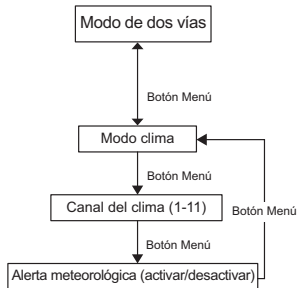 Modo de dos vías
Botón Menú
Modo clima
Botón Menú
Canal del clima (1-11)
Botón Menú
Botón Menú
Alerta meteorológica (activar/desactivar)